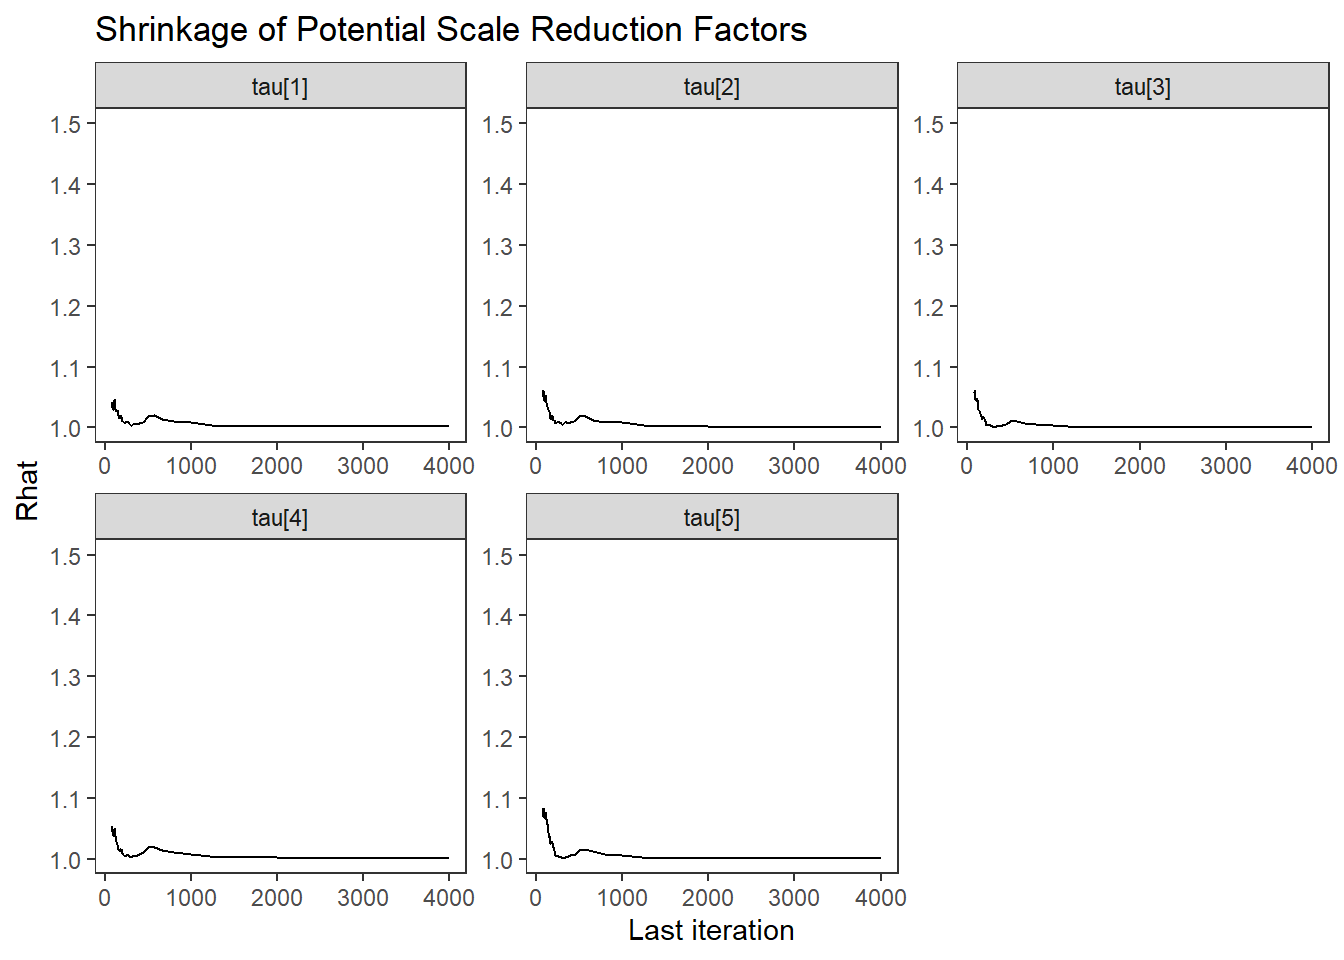 Shrinkage of Potential Scale Reduction Factors
tau[1] tau[2] tau[3]
1.5 1.5 1.5
1.4 1.4 1.4
1.3 1.3 1.3
1.2 1.2 1.2
1.1 1.1 1.1
1.0 1.0 1.0
0 1000 2000 3000 4000 0 1000 2000 3000 4000 0 1000 2000 3000 4000
Rhat
tau[4] tau[5]
1.5 1.5
1.4 1.4
1.3 1.3
1.2 1.2
1.1 1.1
1.0 1.0
0 1000 2000 3000 4000 0 1000 2000 3000 4000
Last iteration